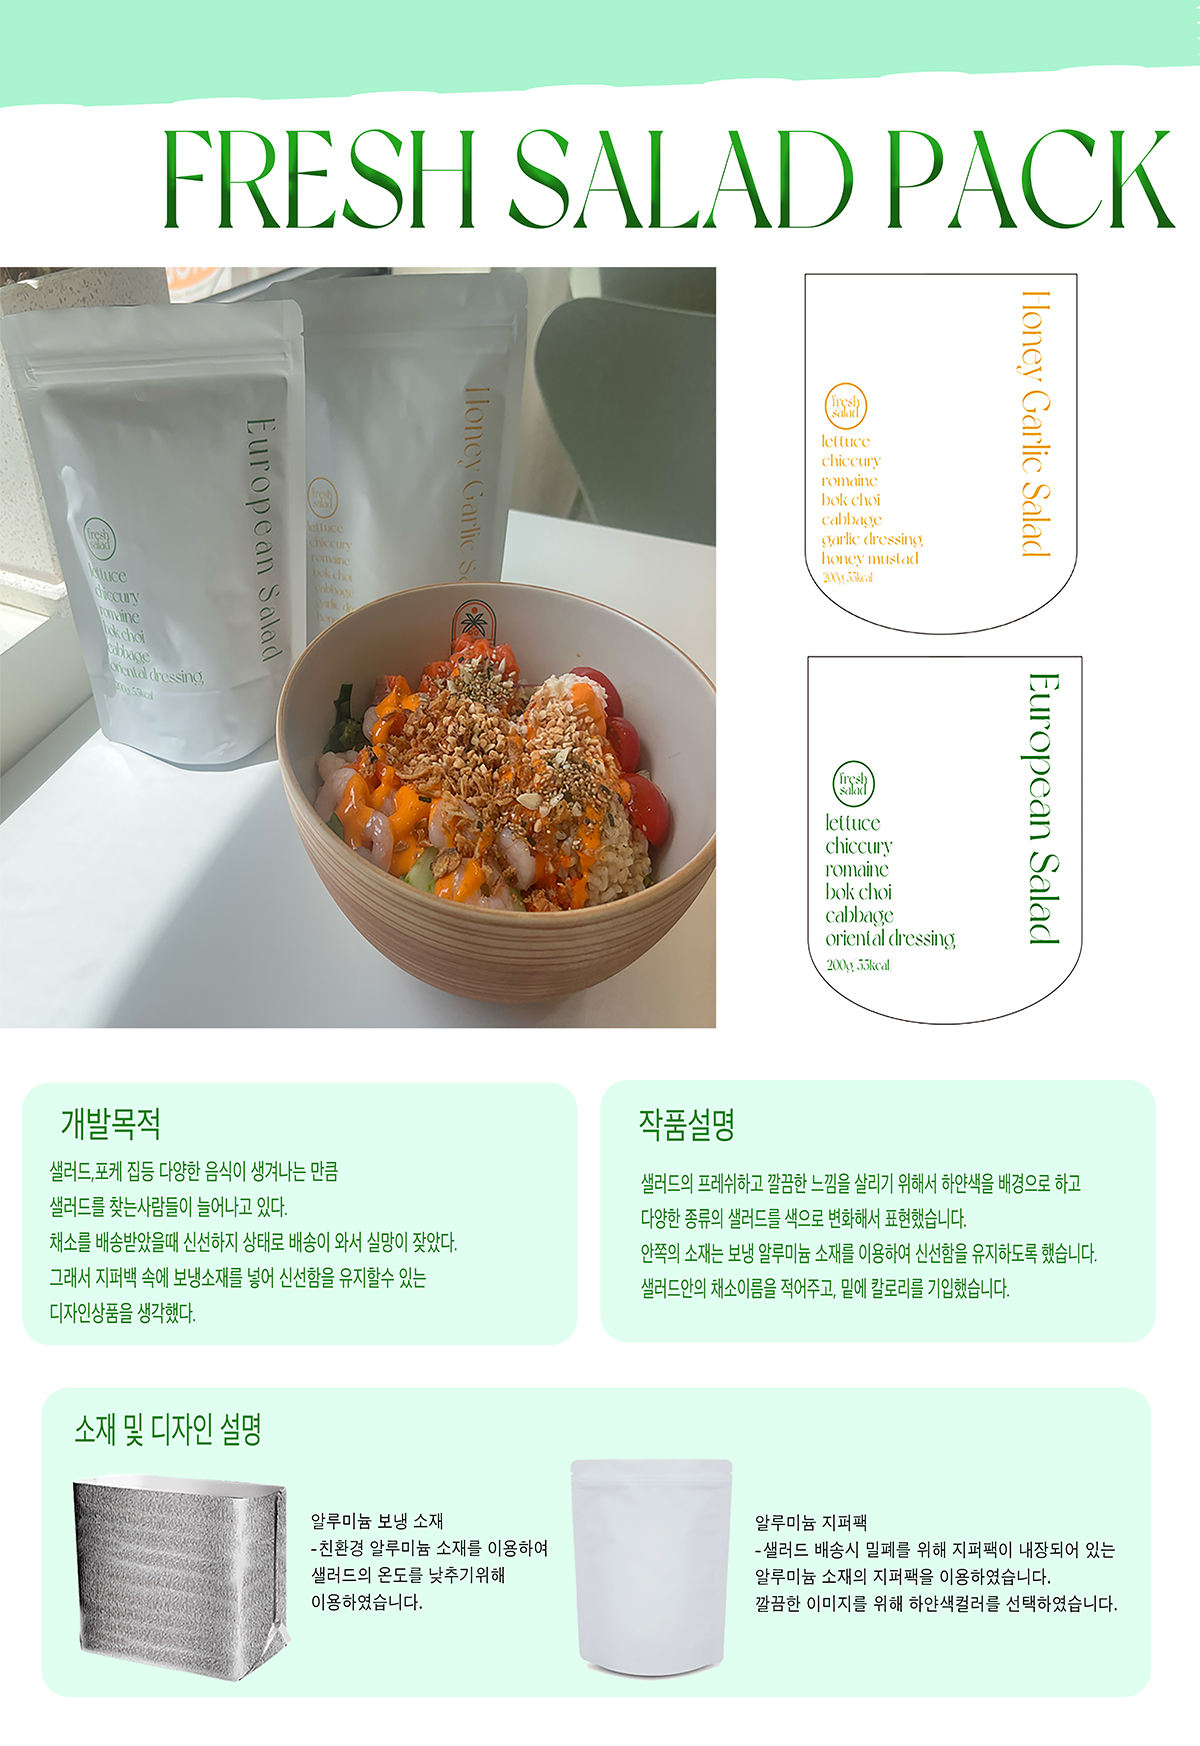 FRESH SALAD PACK
European Salad
fresh
salad
lettuce
chiccury
romaine
bok choi
cabbage
oriental dressing
200g, 55kcal
Honey Garlic
fresh
salad
lettuce
chiccury
romaine
bok choi
cabbage
garlic
Honey Garlic Salad
fresh
salad
lettuce
chiccury
romaine
bok choi
cabbage
garlic dressing
honey mustad
200g, 55kcal
European Salad
fresh
salad
lettuce
chiccury
romaine
bok choi
cabbage
oriental dressing
200g, 55kcal
개발목적
샐러드,포케 집등 다양한 음식이 생겨나는 만큼
샐러드를 찾는사람들이 늘어나고 있다.
채소를 배송받았을때 신선하지 상태로 배송이 와서 실망이 잦았다.
그래서 지퍼백 속에 보냉소재를 넣어 신선함을 유지할수 있는
디자인상품을 생각했다.
작품설명
샐러드의 프레쉬하고 깔끔한 느낌을 살리기 위해서 하얀색을 배경으로 하고
다양한 종류의 샐러드를 색으로 변화해서 표현했습니다.
안쪽의 소재는 보냉 알루미늄 소재를 이용하여 신선함을 유지하도록 했습니다.
샐러드안의 채소이름을 적어주고, 밑에 칼로리를 기입했습니다.
소재 및 디자인 설명
알루미늄 보냉 소재
-친환경 알루미늄 소재를 이용하여
샐러드의 온도를 낮추기위해
이용하였습니다.
알루미늄 지퍼팩
-샐러드 배송시 밀폐를 위해 지퍼팩이 내장되어 있는
알루미늄 소재의 지퍼팩을 이용하였습니다.
깔끔한 이미지를 위해 하얀색컬러를 선택하였습니다.